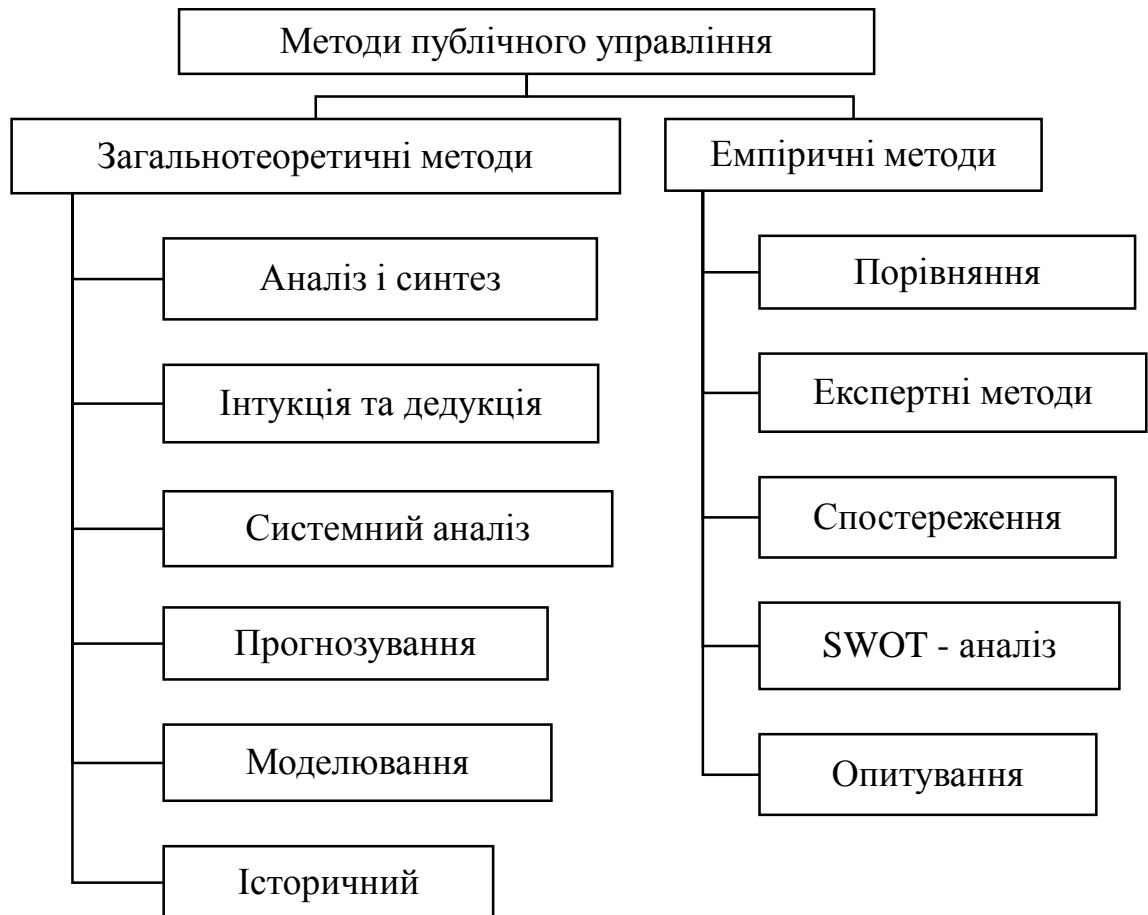 Методи публічного управління
Загальнотеоретичні методи
Аналіз і синтез
Інтукція та дедукція
Системний аналіз
Прогнозування
Моделювання
Історичний
Емпіричні методи
Порівняння
Експертні методи
Спостереження
SWOT - аналіз
Опитування